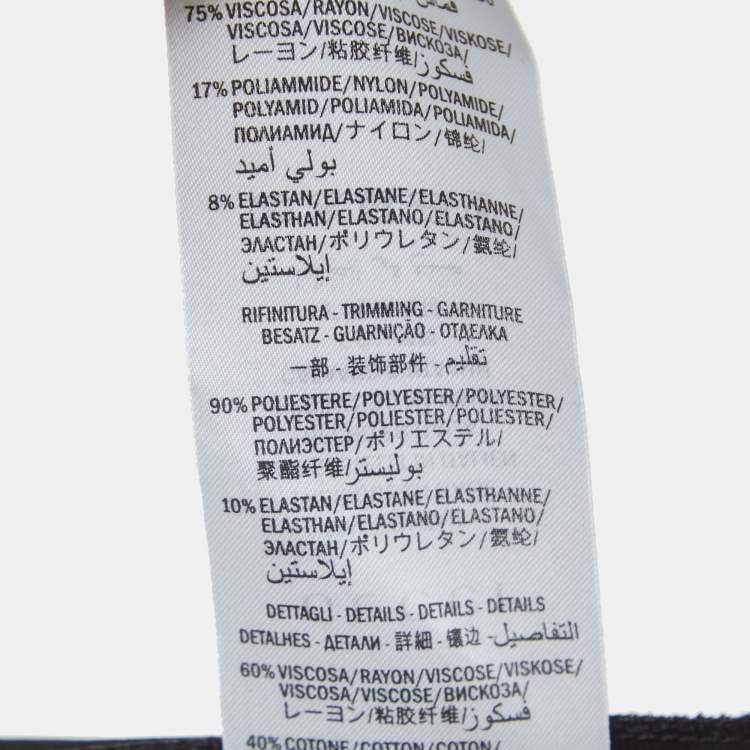 75% VISCOSA/RAYON/VISCOSE/VISKOSE/
VISCOSA/VISCOSE/ВИСКОЗА/
レーヨン/粘胶纤维/فسكوز
17% POLIAMMIDE/NYLON/POLYAMIDE/
POLYAMID/POLIAMIDA/POLIAMIDA/
ПОЛИАМИД/ナイロン/锦纶/
بولي أميد
8% ELASTAN/ELASTANE/ELASTHANNE/
ELASTHAN/ELASTANO/ELASTANO/
ЭЛАСТАН/ポリウレタン/氨纶/
إيلاستين
RIFINITURA - TRIMMING - GARNITURE
BESATZ - GUARNIÇÃO - ОТДЕЛКА
一部 - 装饰部件 - تقليم
90% POLIESTERE/POLYESTER/POLYESTER/
POLYESTER/POLIESTER/POLIESTER/
ПОЛИЭСТЕР/ポリエステル/
聚酯纤维/بوليستر
10% ELASTAN/ELASTANE/ELASTHANNE/
ELASTHAN/ELASTANO/ELASTANO/
ЭЛАСТАН/ポリウレタン/氨纶/
إيلاستين
DETTAGLI - DETAILS - DETAILS - DETAILS
DETALHES - ДЕТАЛИ - 詳細 - 镶边 - التفاصيل
60% VISCOSA/RAYON/VISCOSE/VISKOSE/
VISCOSA/VISCOSE/ВИСКОЗА/
レーヨン/粘胶纤维/فسكوز
40% COTONE/COTTON/COTON/